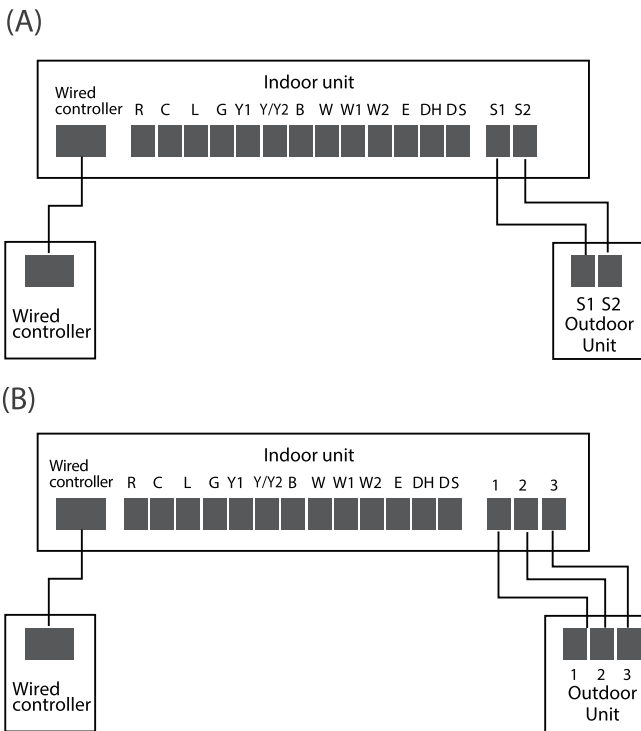 (A)
Indoor unit
Wired
controller
R C L G Y1 Y/Y2 B W W1 W2 E DH DS S1 S2
Wired
controller
S1 S2
Outdoor
Unit
(B)
Indoor unit
Wired
controller
R C L G Y1 Y/Y2 B W W1 W2 E DH DS 1 2 3
Wired
controller
1 2 3
Outdoor
Unit